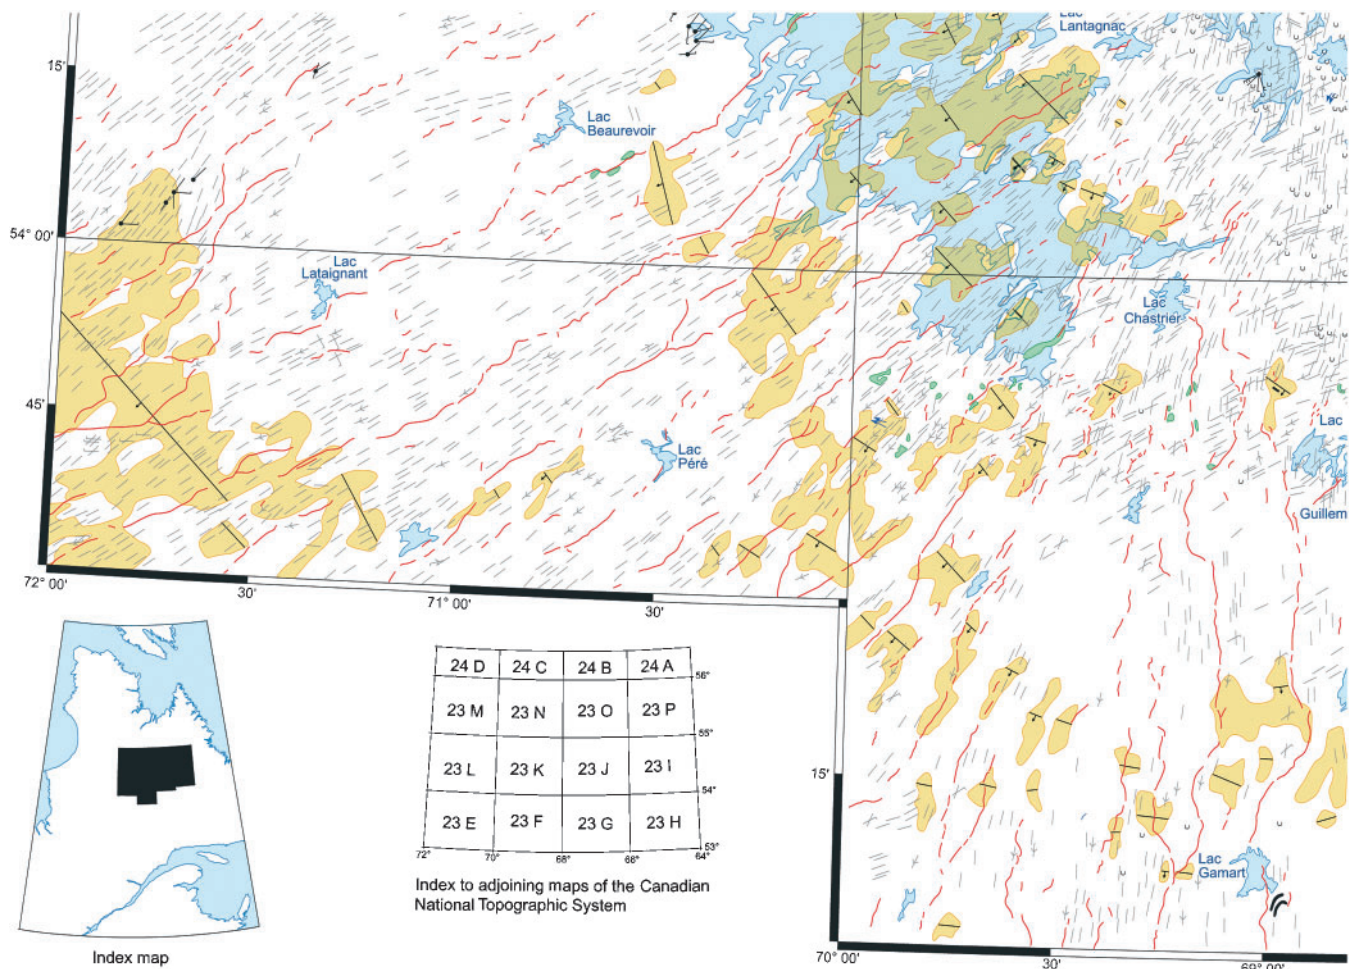 Lac
Lantagnac
15'
Lac
Beaurevoir
54° 00'
Lac
Lataignant
Lac
Chastrier
45'
Lac
Péré
Lac
Guillem
72° 00'
30'
71° 00'
30'
24 D
24 C
24 B
24 A
56°
23 M
23 N
23 O
23 P
55°
23 L
23 K
23 J
23 I
54°
23 E
23 F
23 G
23 H
53°
72°
70°
68°
66°
64°
Index to adjoining maps of the Canadian
National Topographic System
Index map
15'
Lac
Gamart
70° 00'
30'
69° 00'